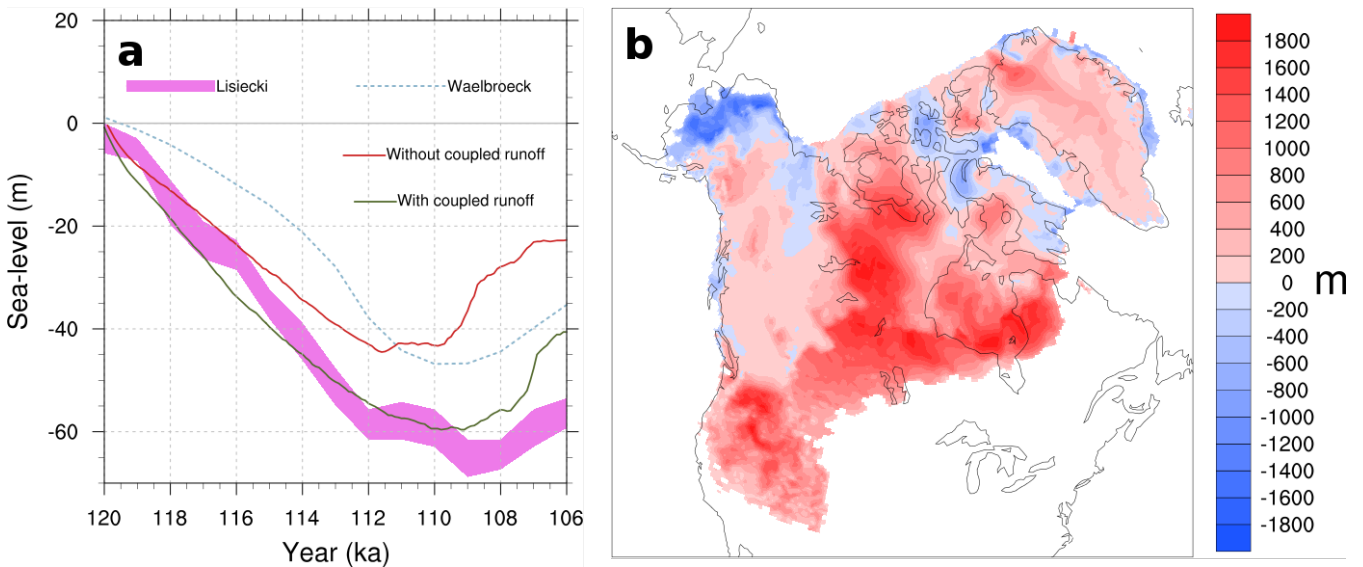 a
20
0
-20
-40
-60
Sea-level (m)
Lisiecki
Waelbroeck
Without coupled runoff
With coupled runoff
120 118 116 114 112 110 108 106
Year (ka)
b
1800
1600
1400
1200
1000
800
600
400
200
0
-200
-400
-600
-800
-1000
-1200
-1400
-1600
-1800
m